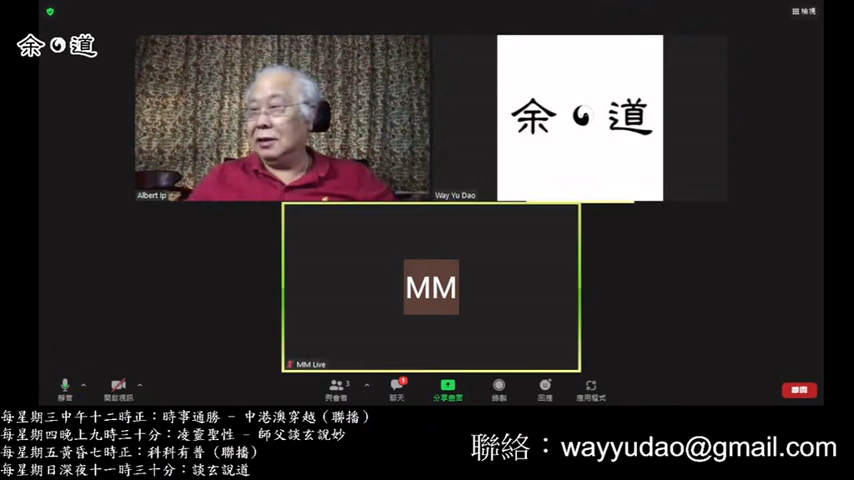 檢視
余道
余道
Albert Ip
Way Yu Dao
MM
MM Live
靜音
開啟視訊
與會者
3
聊天
1
分享畫面
錄製
回應
應用程式
離開
每星期三中午十二時正：時事通勝 - 中港澳穿越（聯播）
每星期四晚上九時三十分：凌靈聖性 - 師父談玄說妙
每星期五黃昏七時正：科科有普（聯播）
每星期日深夜十一時三十分：談玄說道
聯絡：wayyudao@gmail.com